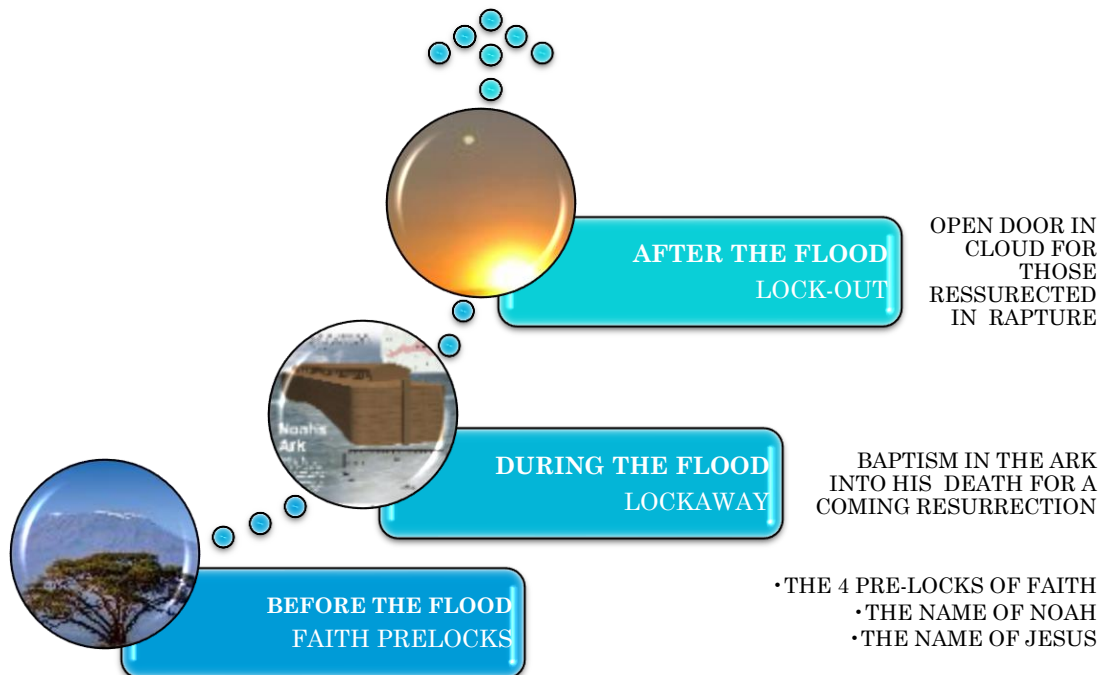 AFTER THE FLOOD
LOCK-OUT
OPEN DOOR IN
CLOUD FOR
THOSE
RESSURECTED
IN RAPTURE
Noah's
Ark
DURING THE FLOOD
LOCKAWAY
BAPTISM IN THE ARK
INTO HIS DEATH FOR A
COMING RESURRECTION
BEFORE THE FLOOD
FAITH PRELOCKS
•THE 4 PRE-LOCKS OF FAITH
•THE NAME OF NOAH
•THE NAME OF JESUS